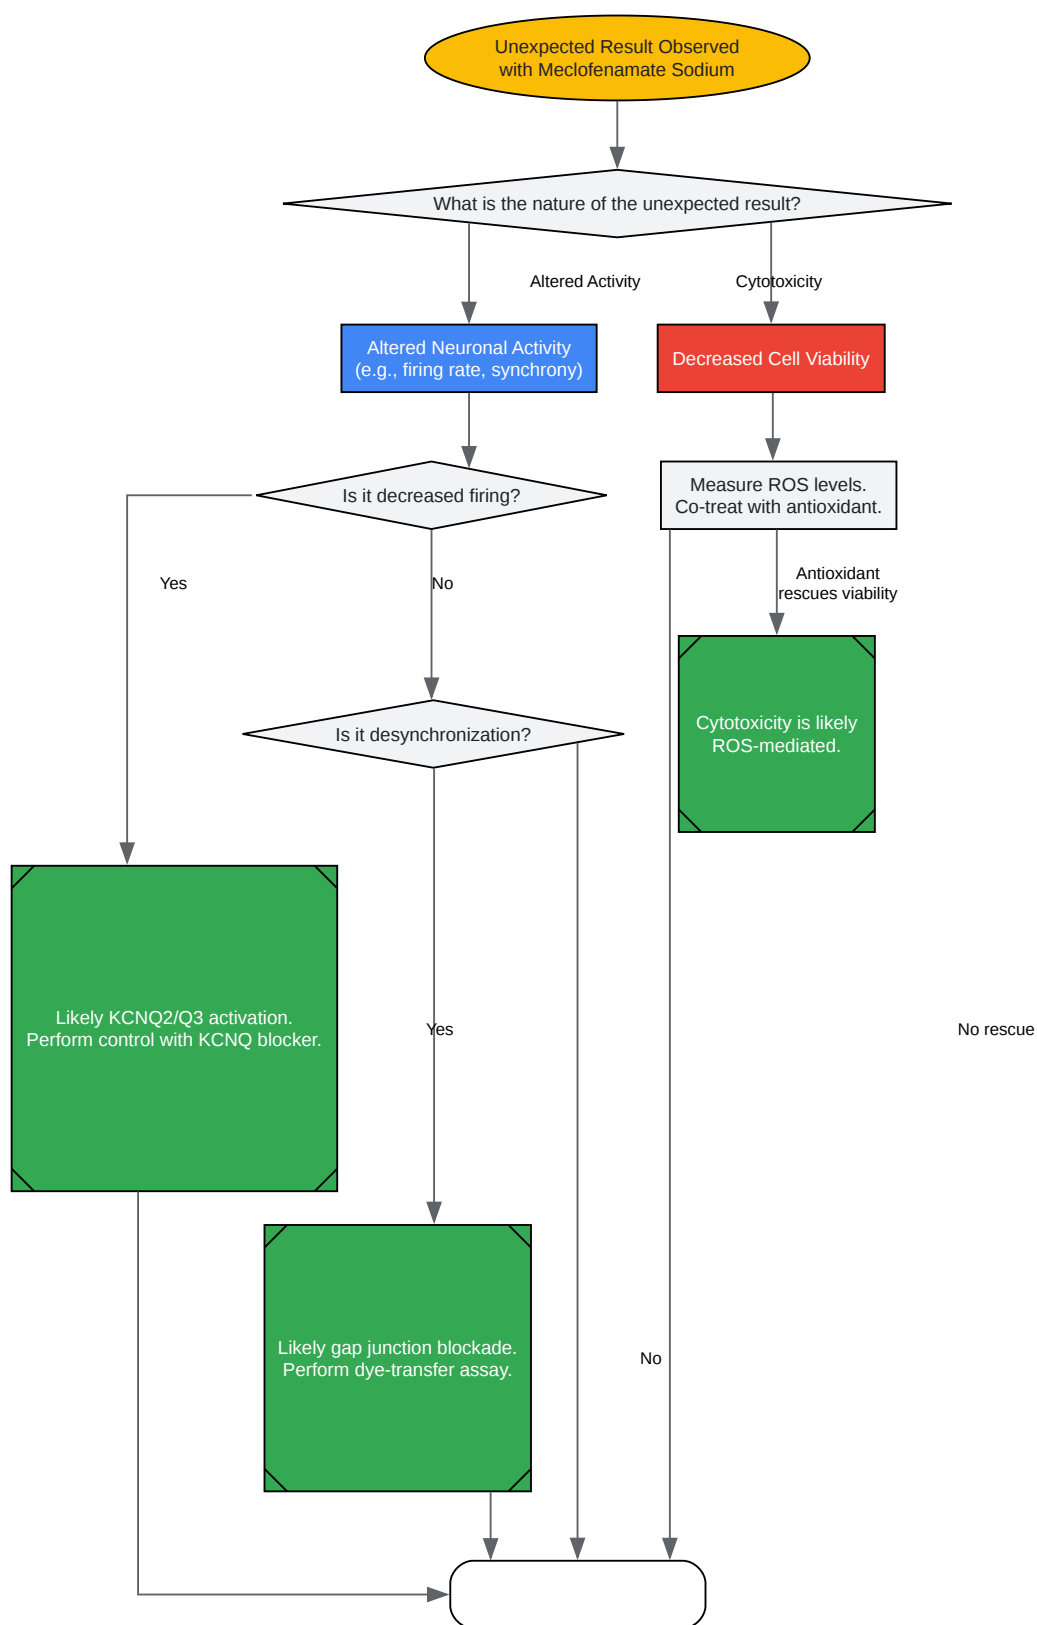 Unexpected Result Observed
with Meclofenamate Sodium
What is the nature of the unexpected result?
Altered Activity
Cytotoxicity
Altered Neuronal Activity
(e.g., firing rate, synchrony)
Decreased Cell Viability
Is it decreased firing?
Measure ROS levels.
Co-treat with antioxidant.
Yes
No
Antioxidant
rescues viability
Is it desynchronization?
Cytotoxicity is likely
ROS-mediated.
Likely KCNQ2/Q3 activation.
Perform control with KCNQ blocker.
Yes
No rescue
Likely gap junction blockade.
Perform dye-transfer assay.
No